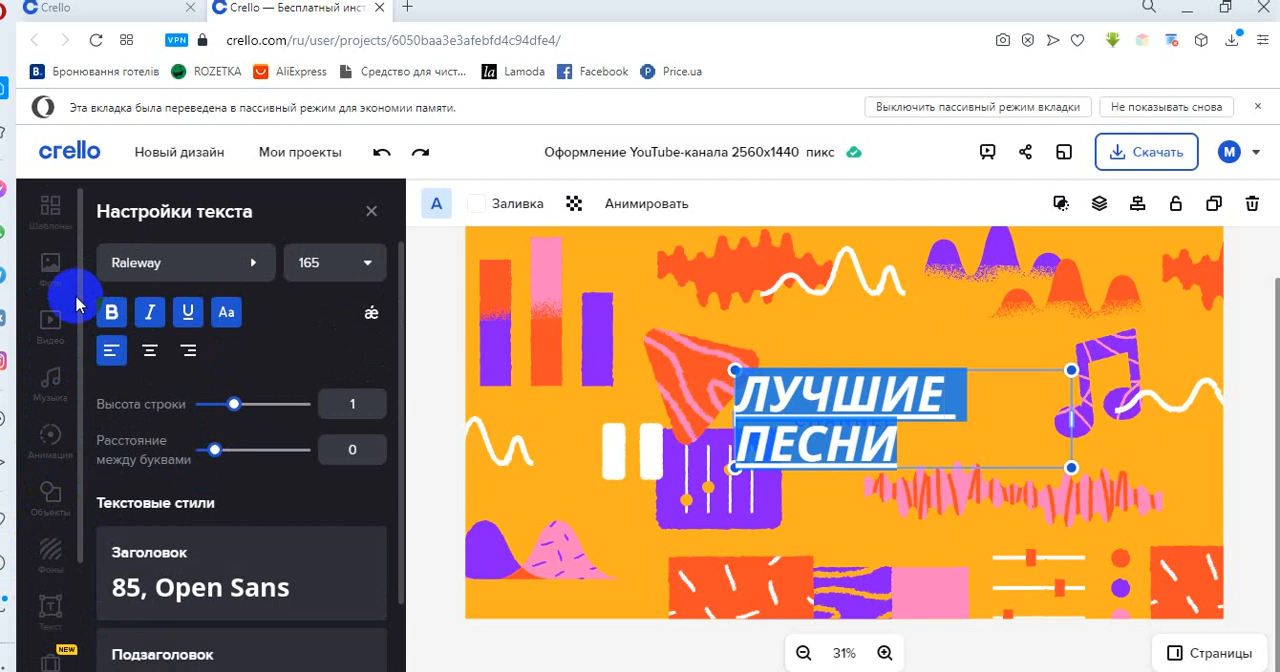 Crello
Crello — Бесплатный инст
VPN
crello.com/ru/user/projects/6050baa3e3afebfd4c94dfe4/
B. Бронювання готелів ROZETKA AliExpress Средство для чист... la Lamoda Facebook P Price.ua
Эта вкладка была переведена в пассивный режим для экономии памяти.
Выключить пассивный режим вкладки
Не показывать снова
crello
Новый дизайн
Мои проекты
Оформление YouTube-канала 2560x1440 пикс
Скачать
M
Шаблоны
Видео
Музыка
Анимация
Объекты
Фоны
Текст
NEW
Настройки текста
Raleway
165
B I U Aa
é
Высота строки
1
Расстояние
между буквами
0
Текстовые стили
Заголовок
85, Open Sans
Подзаголовок
A
Заливка
Анимировать
ЛУЧШИЕ
ПЕСНИ
31%
Страницы